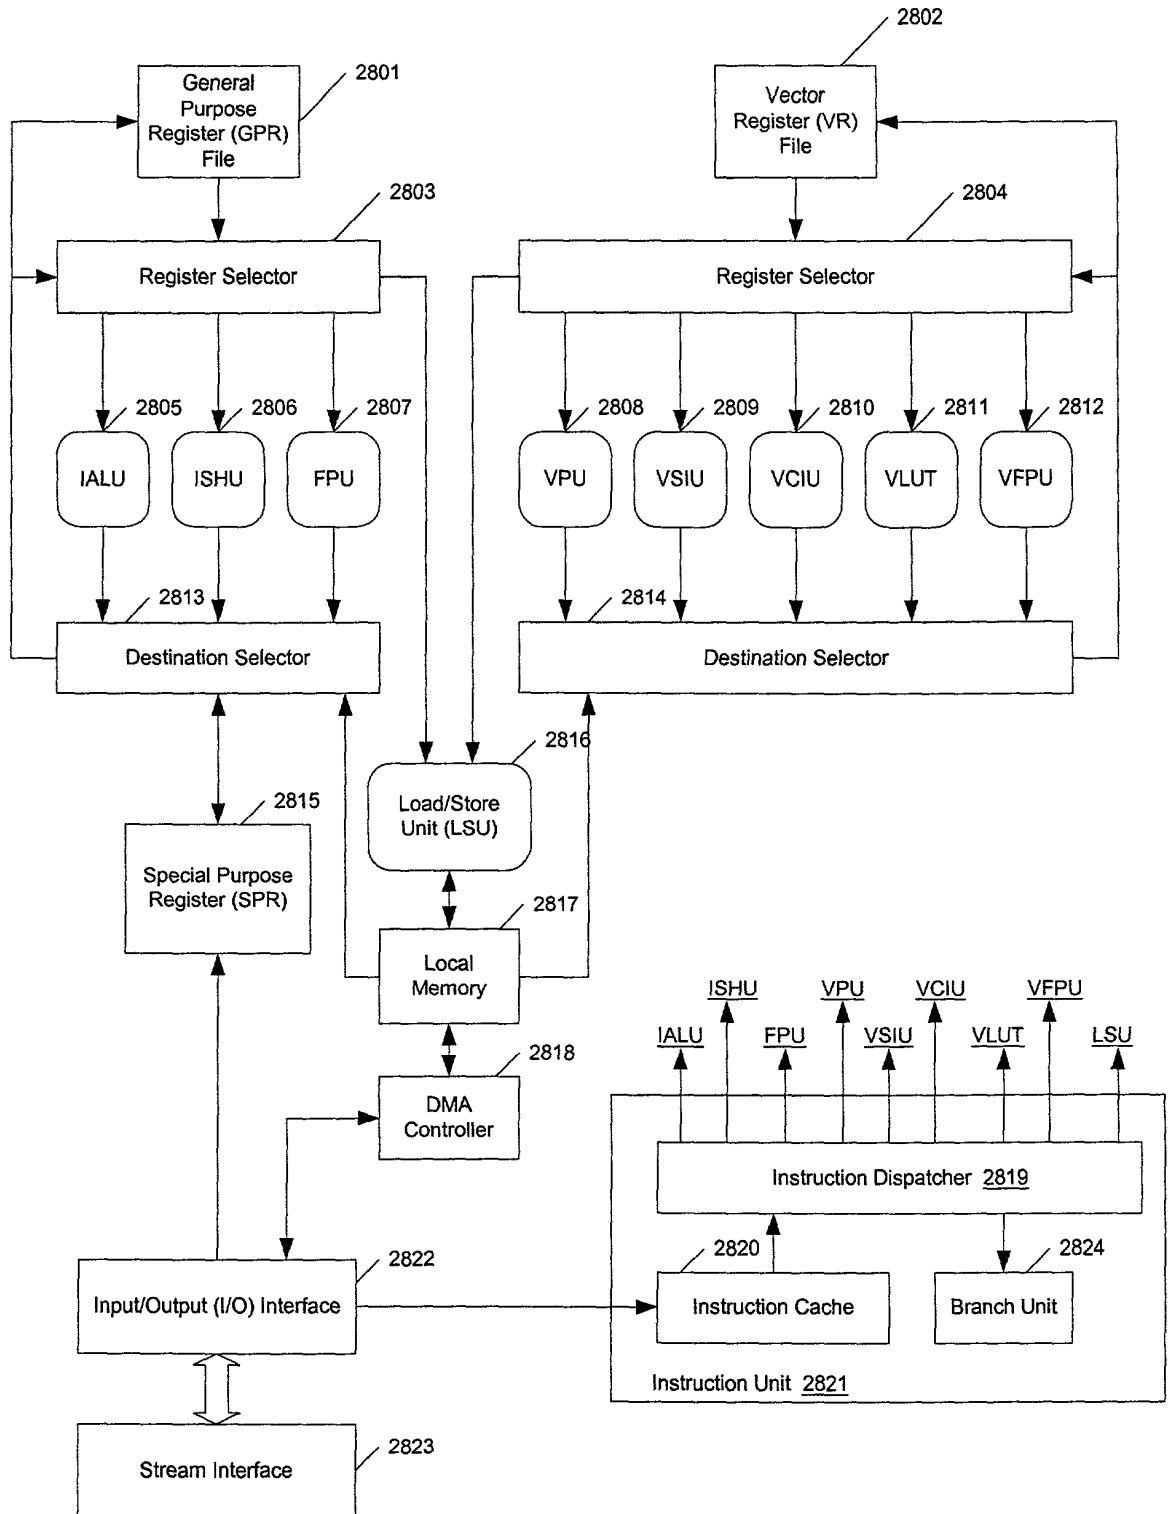 2801
2802
General
Purpose
Register (GPR)
File
Vector
Register (VR)
File
2803
2804
Register Selector
Register Selector
2805
2806
2807
2808
2809
2810
2811
2812
IALU
ISHU
FPU
VPU
VSIU
VCIU
VLUT
VFPU
2813
2814
Destination Selector
Destination Selector
2816
2815
Load/Store
Unit (LSU)
Special Purpose
Register (SPR)
2817
Local
Memory
ISHU
VPU
VCIU
VFPU
IALU
FPU
VSIU
VLUT
LSU
2818
DMA
Controller
Instruction Dispatcher 2819
2820
2824
2822
Input/Output (I/O) Interface
Instruction Cache
Branch Unit
Instruction Unit 2821
2823
Stream Interface